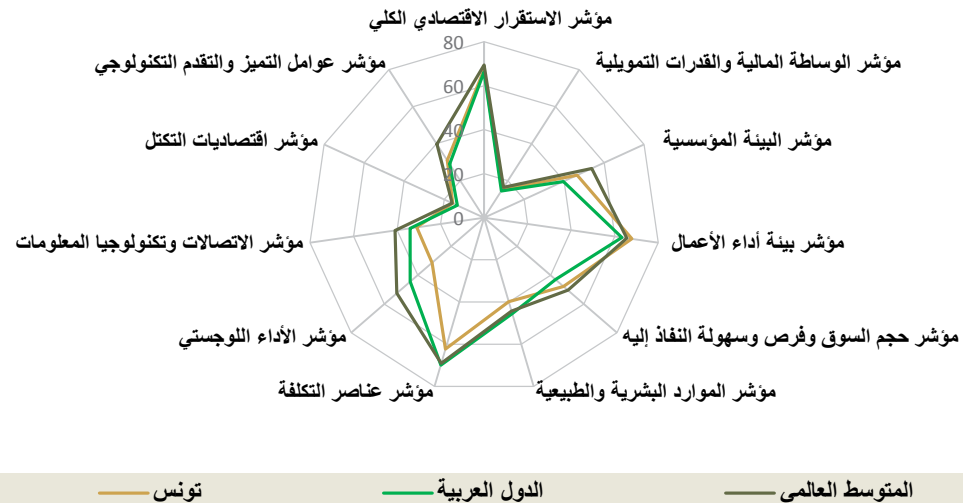 مؤشر الاستقرار الاقتصادي الكلي
80
مؤشر عوامل التميز والتقدم التكنولوجي
مؤشر الوساطة المالية والقدرات التمويلية
60
مؤشر اقتصاديات التكتل
40
مؤشر البيئة المؤسسية
20
0
مؤشر الاتصالات وتكنولوجيا المعلومات
مؤشر بيئة أداء الأعمال
مؤشر الأداء اللوجستي
مؤشر حجم السوق وفرص وسهولة النفاذ إليه
مؤشر عناصر التكلفة
مؤشر الموارد البشرية والطبيعية
المتوسط العالمي
الدول العربية
تونس